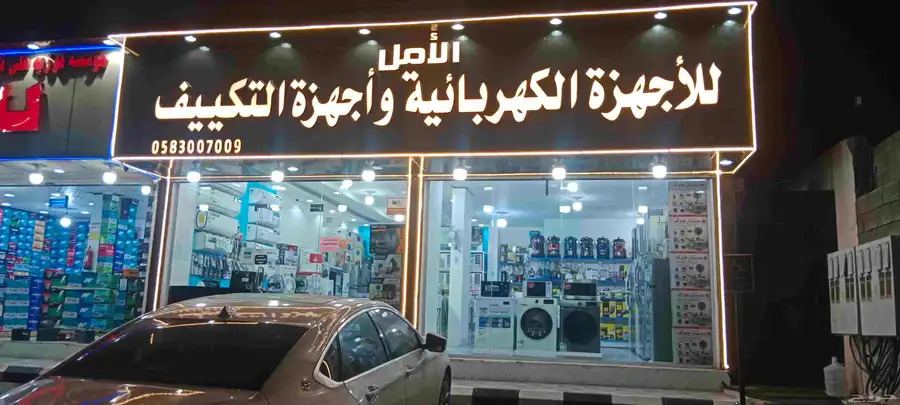 الأمل
للأجهزة الكهربائية وأجهزة التكييف
0583007009